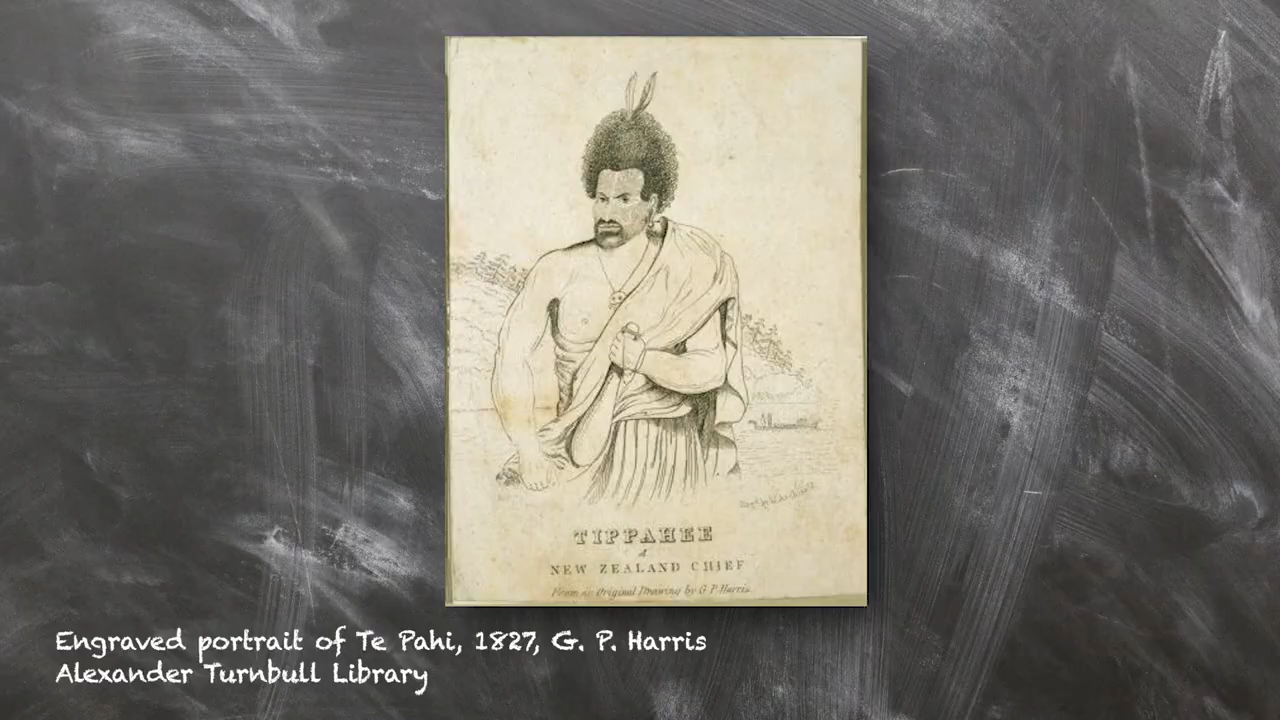 TIPPAHEE
A
NEW ZEALAND CHIEF
From an Original Drawing by G P Harris.
Engraved portrait of Te Pahi, 1827, G. P. Harris
Alexander Turnbull Library